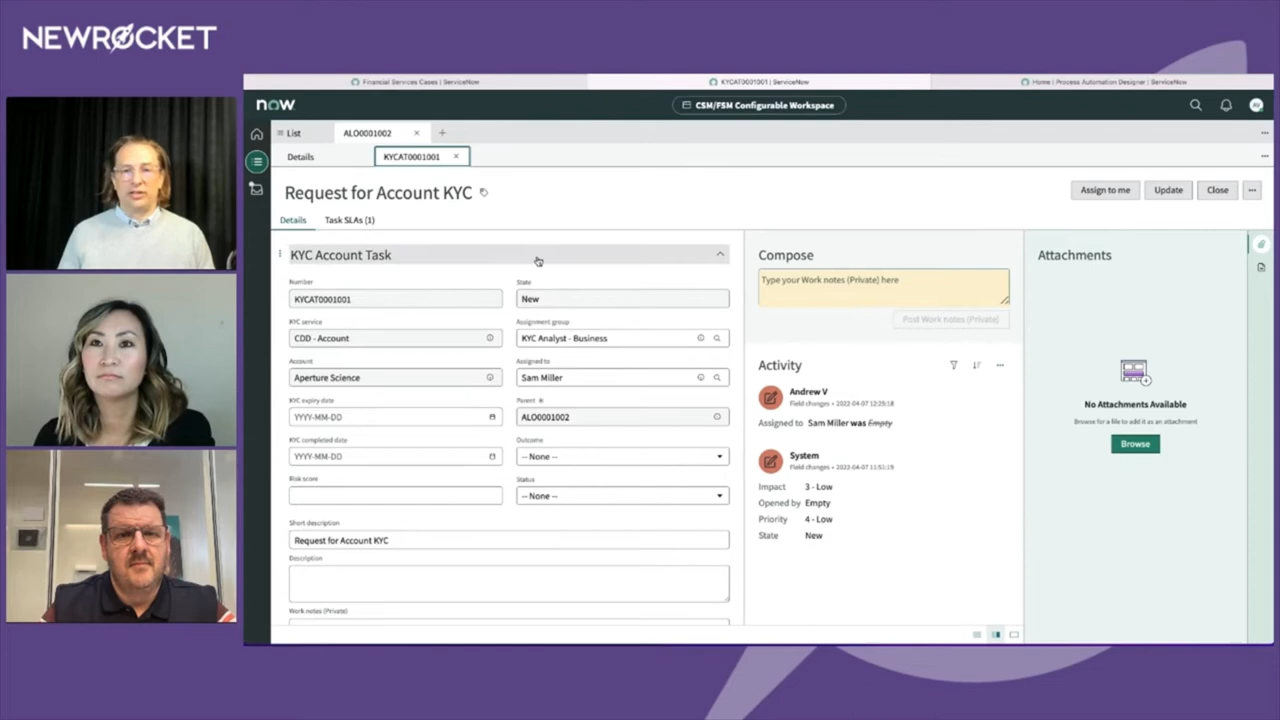 NEWROCKET
Financial Services Cases | ServiceNow
KYCAT0001001 | ServiceNow
Home | Process Automation Designer | ServiceNow
now
CSM/FSM Configurable Workspace
AV
List
ALO0001002
Details
KYCAT0001001
Request for Account KYC
Assign to me
Update
Close
Details
Task SLAs (1)
KYC Account Task
Number
KYCAT0001001
State
New
KYC service
CDD - Account
Assignment group
KYC Analyst - Business
Account
Aperture Science
Assigned to
Sam Miller
KYC expiry date
YYYY-MM-DD
Parent
ALO0001002
KYC completed date
YYYY-MM-DD
Outcome
-- None --
Risk score
Status
-- None --
Short description
Request for Account KYC
Description
Work notes (Private)
Compose
Type your Work notes (Private) here
Post Work notes (Private)
Activity
Andrew V
Field changes • 2022-04-07 12:25:18
Assigned to Sam Miller was Empty
System
Field changes • 2022-04-07 11:53:15
Impact 3 - Low
Opened by Empty
Priority 4 - Low
State New
Attachments
No Attachments Available
Browse for a file to add it as an attachment
Browse